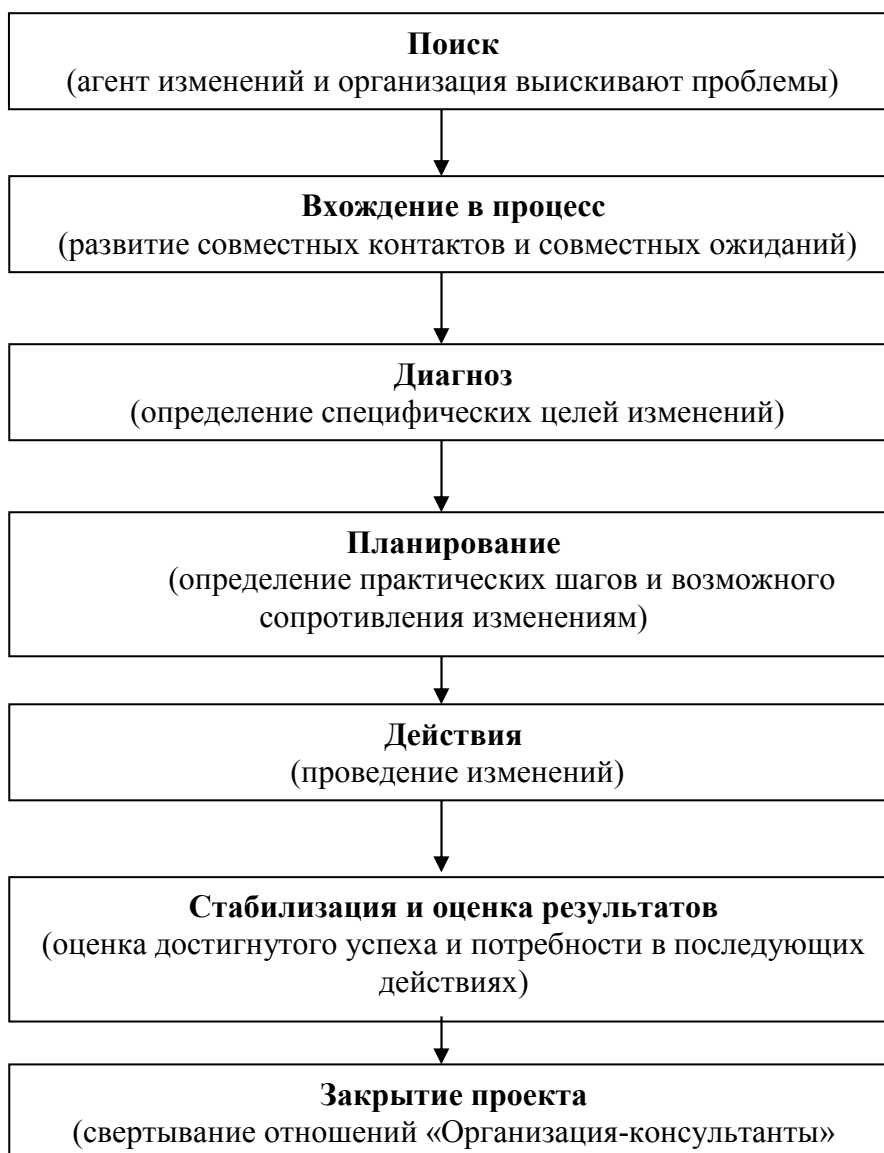 Поиск
(агент изменений и организация выискивают проблемы)
Вхождение в процесс
(развитие совместных контактов и совместных ожиданий)
Диагноз
(определение специфических целей изменений)
Планирование
(определение практических шагов и возможного
сопротивления изменениям)
Действия
(проведение изменений)
Стабилизация и оценка результатов
(оценка достигнутого успеха и потребности в последующих
действиях)
Закрытие проекта
(свертывание отношений «Организация-консультанты»